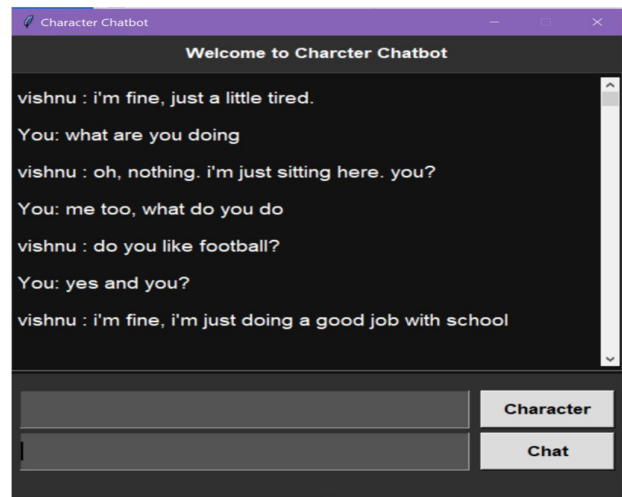 Character Chatbot
Welcome to Charcter Chatbot
vishnu : i'm fine, just a little tired.
You: what are you doing
vishnu : oh, nothing. i'm just sitting here. you?
You: me too, what do you do
vishnu : do you like football?
You: yes and you?
vishnu : i'm fine, i'm just doing a good job with school
Character
Chat